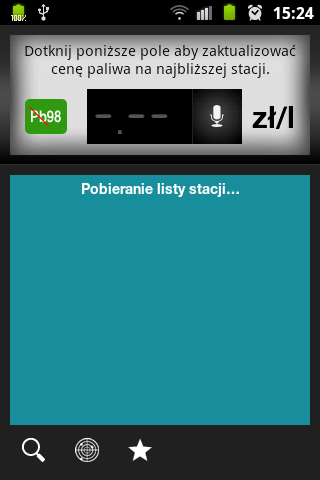 100%
15:24
Dotknij poniższe pole aby zaktualizować
cenę paliwa na najbliższej stacji.
Pb98
-.--
zł/l
Pobieranie listy stacji...